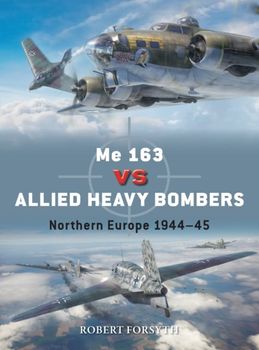 Me 163
VS
ALLIED HEAVY BOMBERS
Northern Europe 1944–45
ROBERT FORSYTH